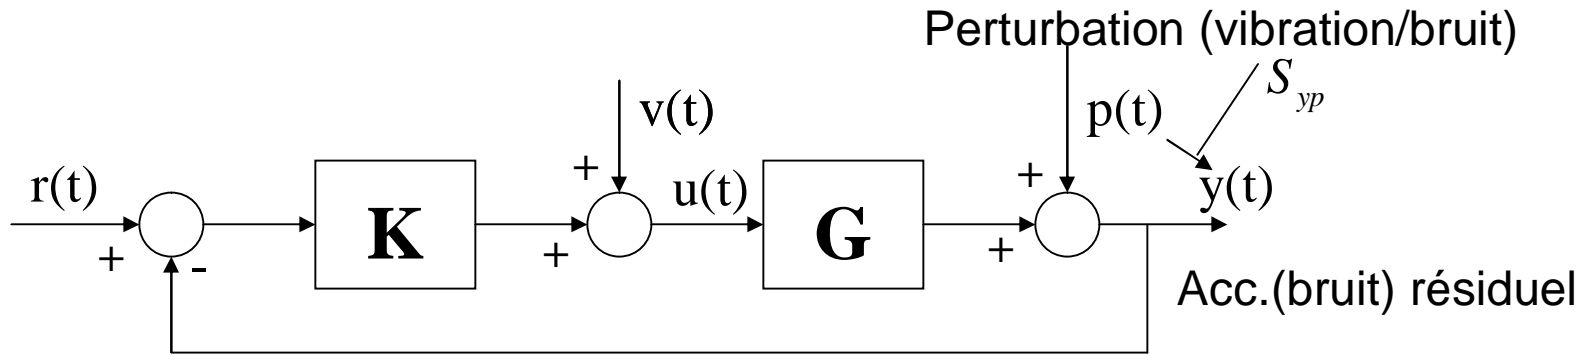 Perturbation (vibration/bruit)
S_yp
v(t)
p(t)
+
+
r(t)
K
u(t)
G
y(t)
+
-
+
+
Acc.(bruit) résiduel